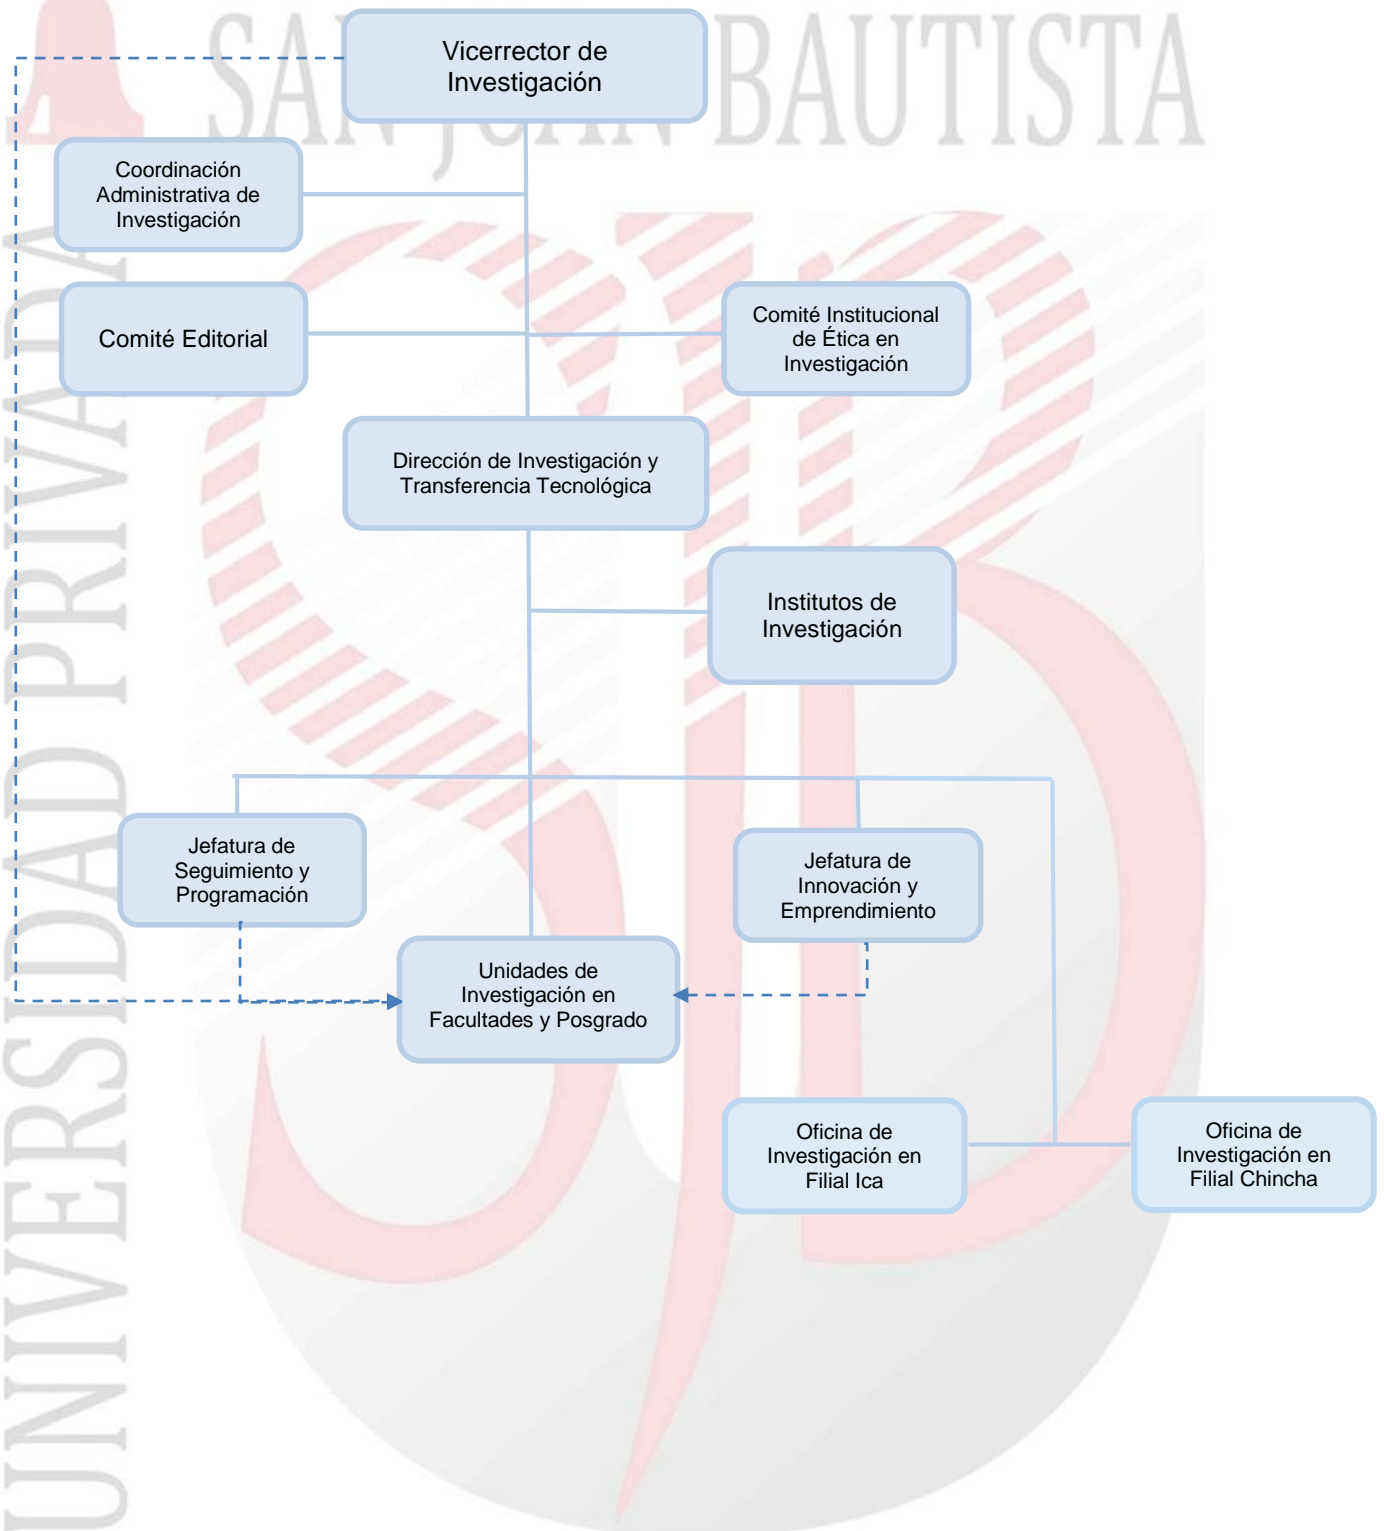 SAN JUAN BAUTISTA
UNIVERSIDAD PRIVADA
Vicerrector de
Investigación
Coordinación
Administrativa de
Investigación
Comité Editorial
Comité Institucional
de Ética en
Investigación
Dirección de Investigación y
Transferencia Tecnológica
Institutos de
Investigación
Jefatura de
Seguimiento y
Programación
Jefatura de
Innovación y
Emprendimiento
Unidades de
Investigación en
Facultades y Posgrado
Oficina de
Investigación en
Filial Ica
Oficina de
Investigación en
Filial Chincha